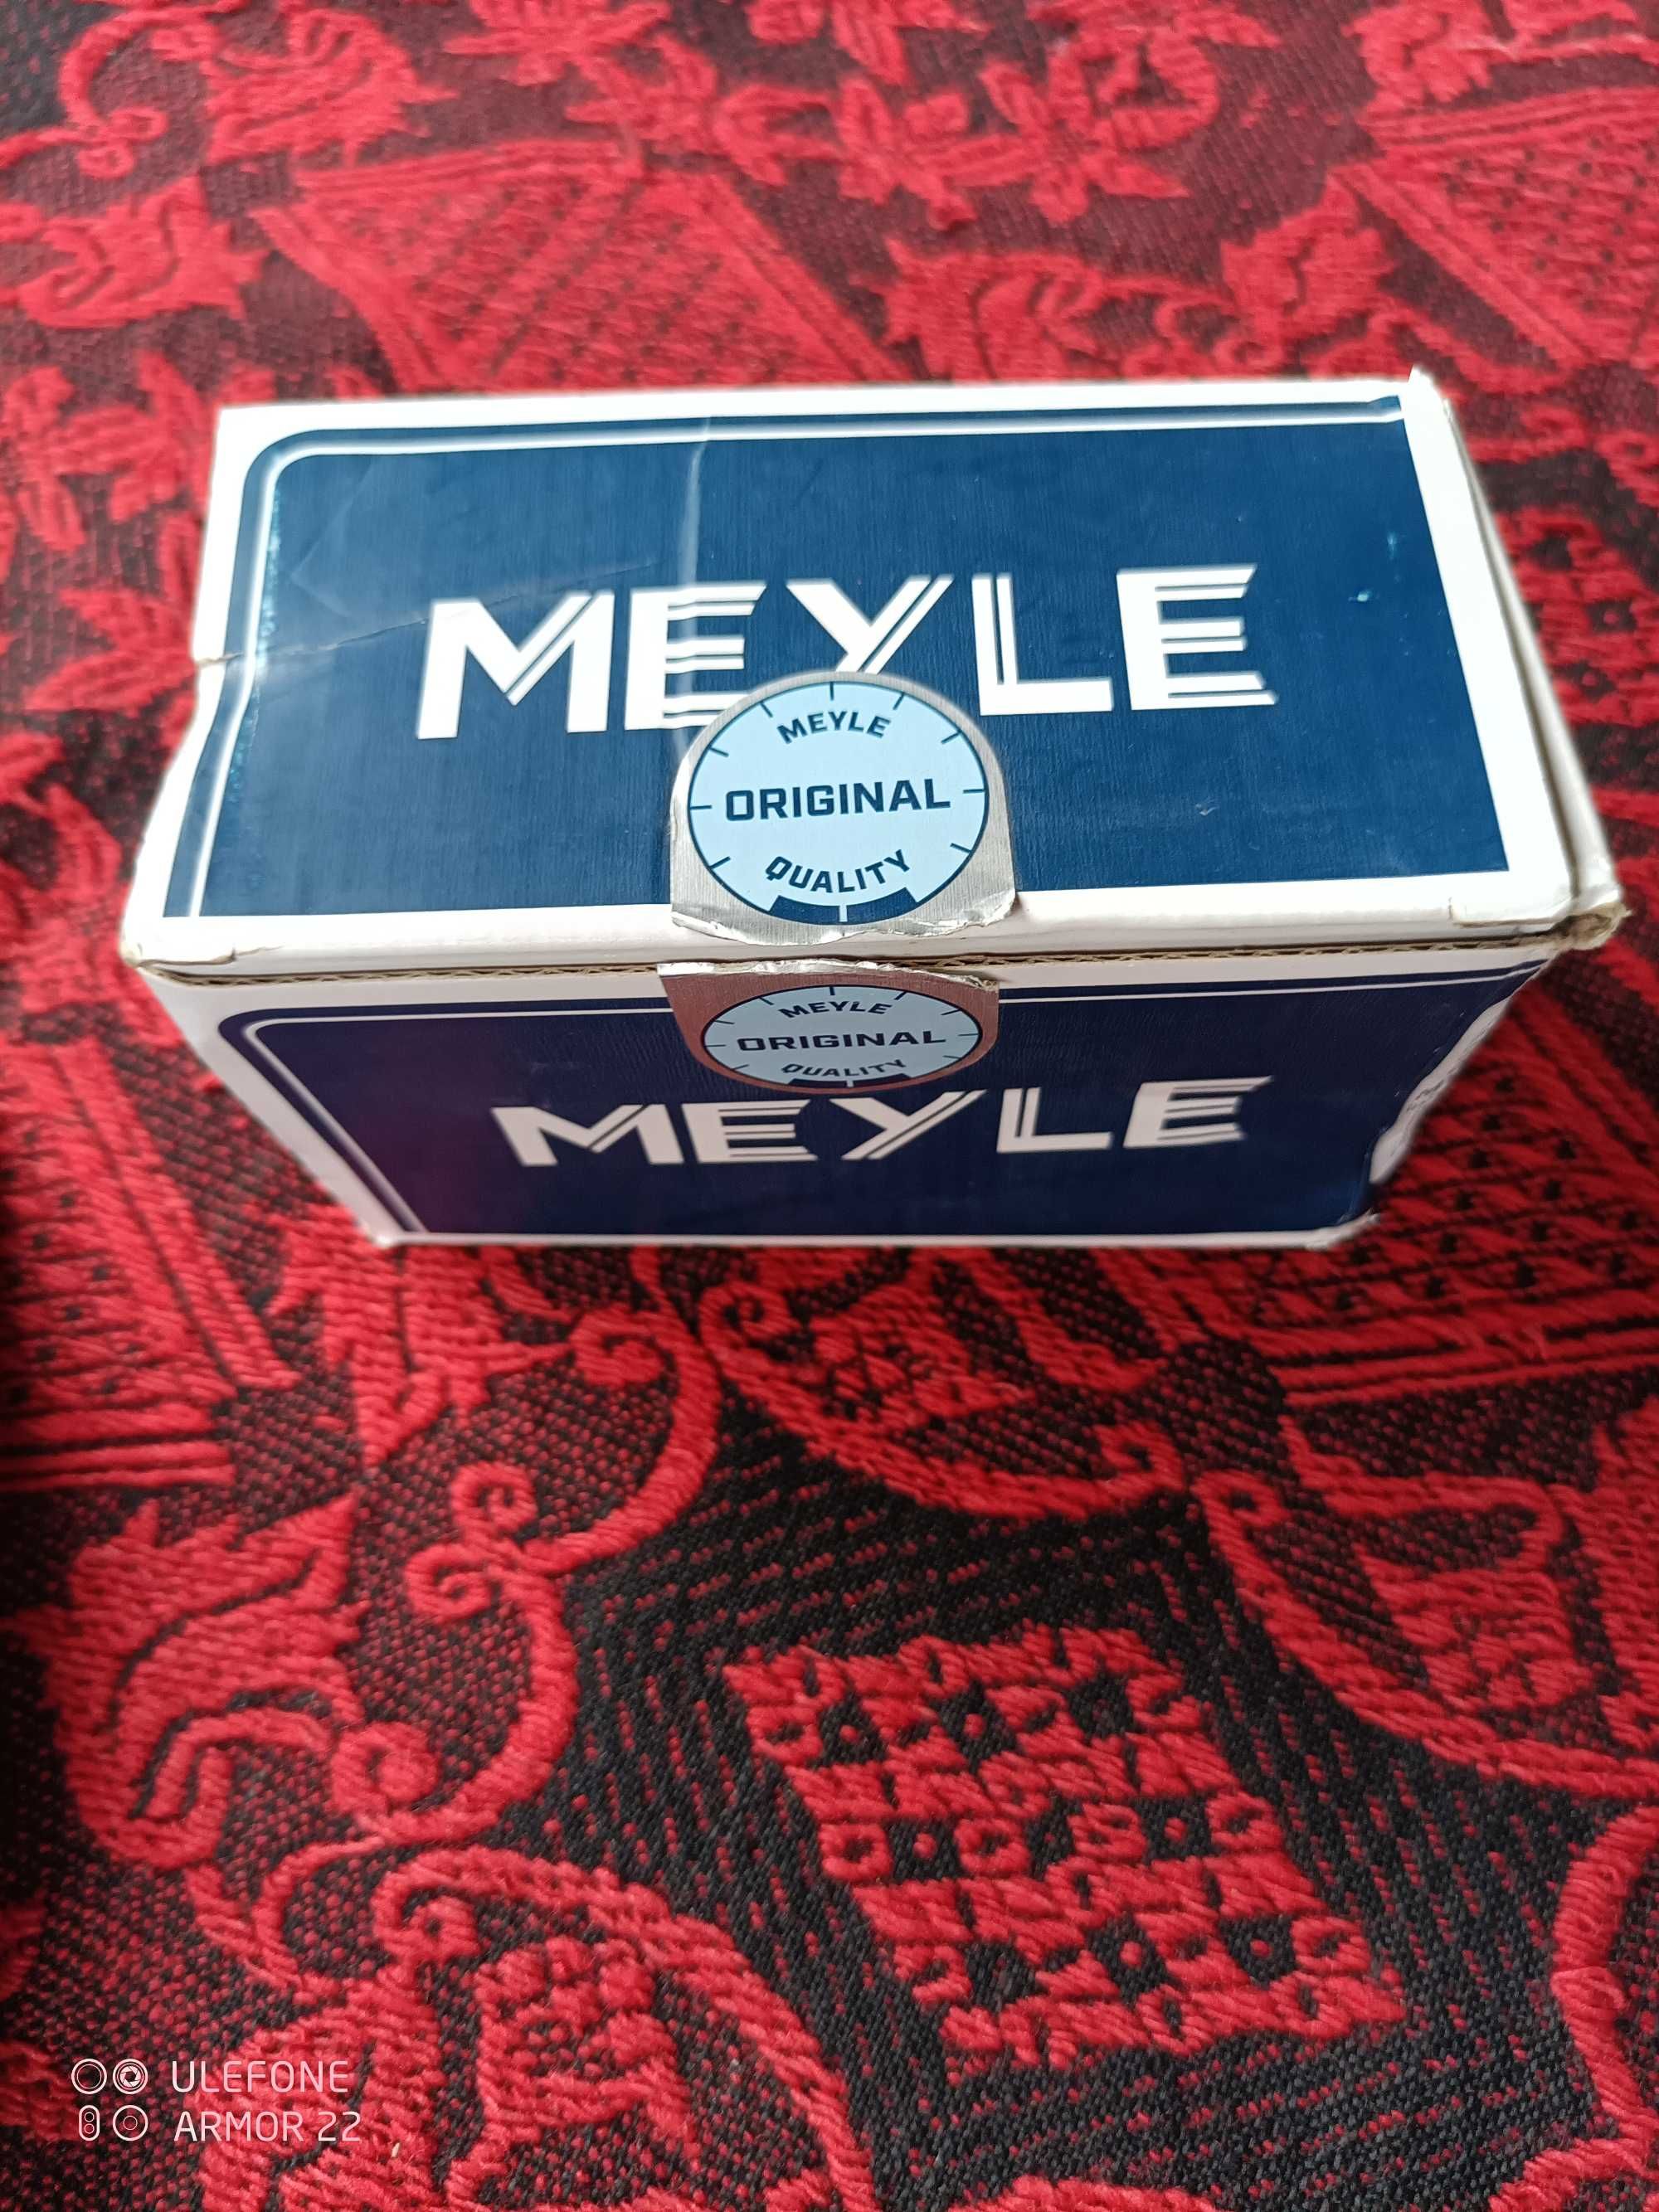 MEYLE
MEYLE
ORIGINAL
QUALITY
MEYLE
ORIGINAL
QUALITY
MEYLE
ULEFONE
ARMOR 22